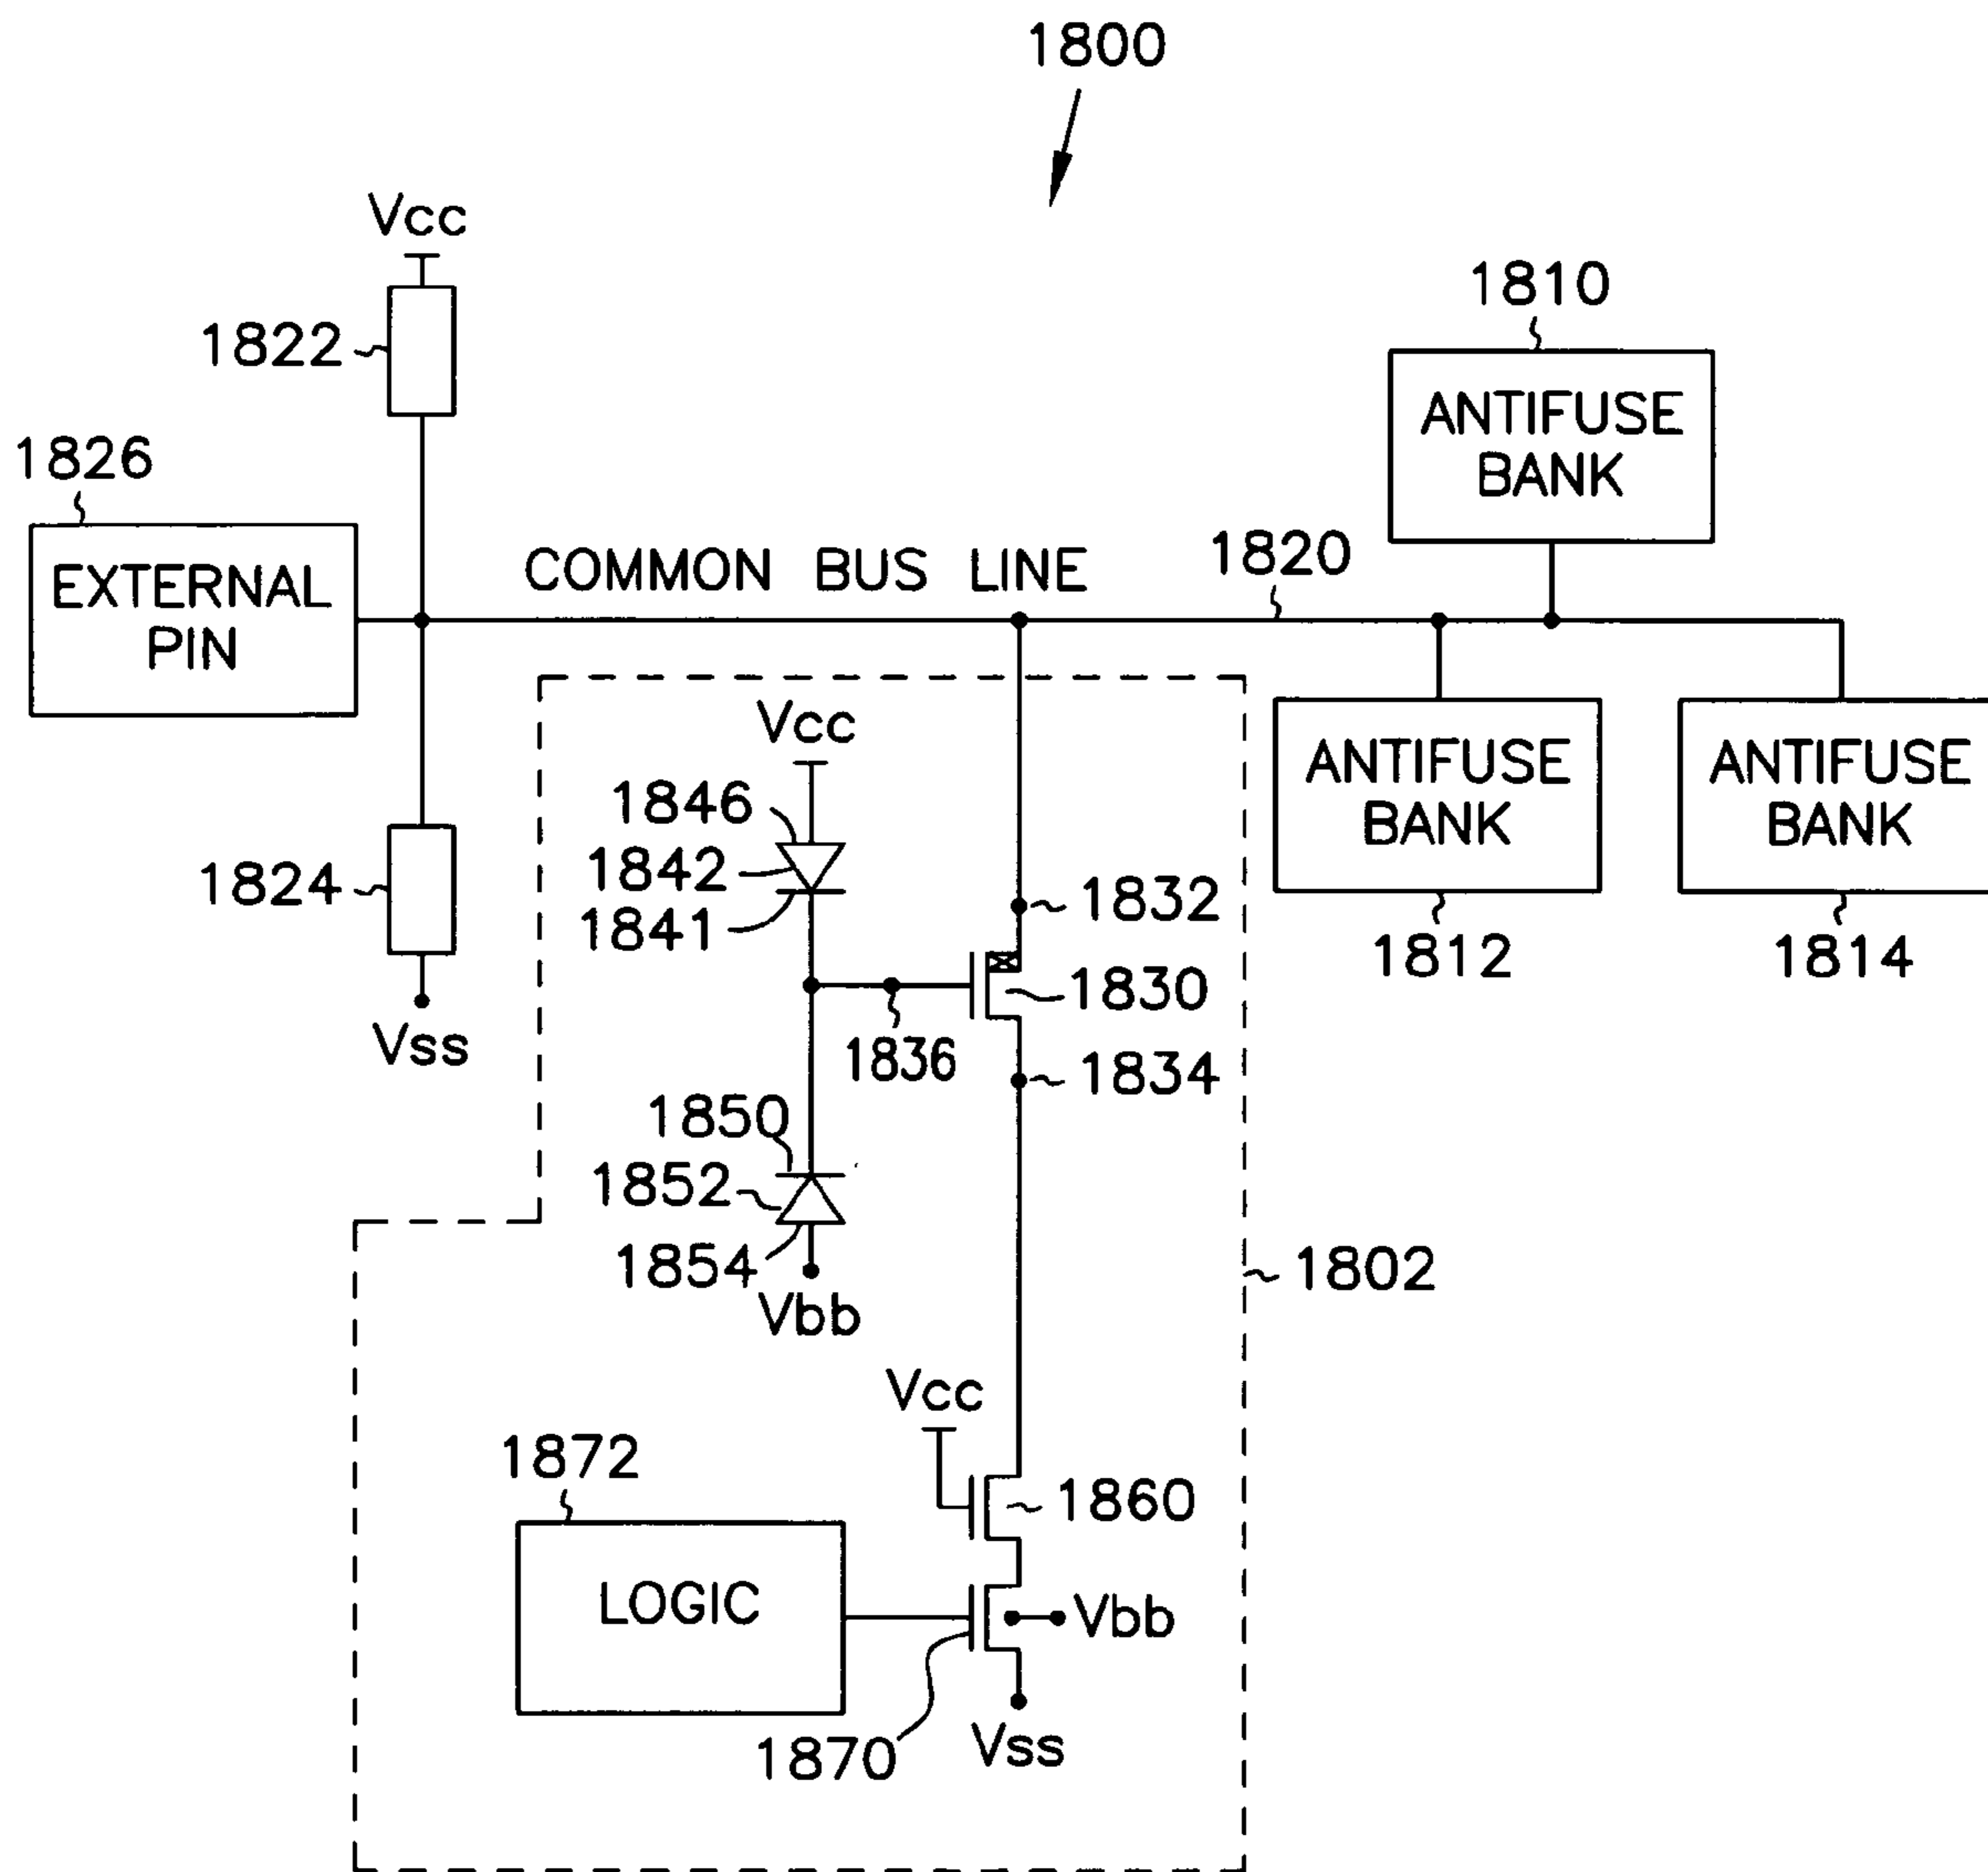 1800
Vcc
1822
1810
ANTIFUSE
BANK
1826
EXTERNAL
PIN
COMMON BUS LINE
1820
Vcc
1846
1842
1841
1824
Vss
1832
1830
1836
1834
ANTIFUSE
BANK
1812
ANTIFUSE
BANK
1814
1850
1852
1854
Vbb
1802
Vcc
1872
1860
LOGIC
Vbb
1870
Vss